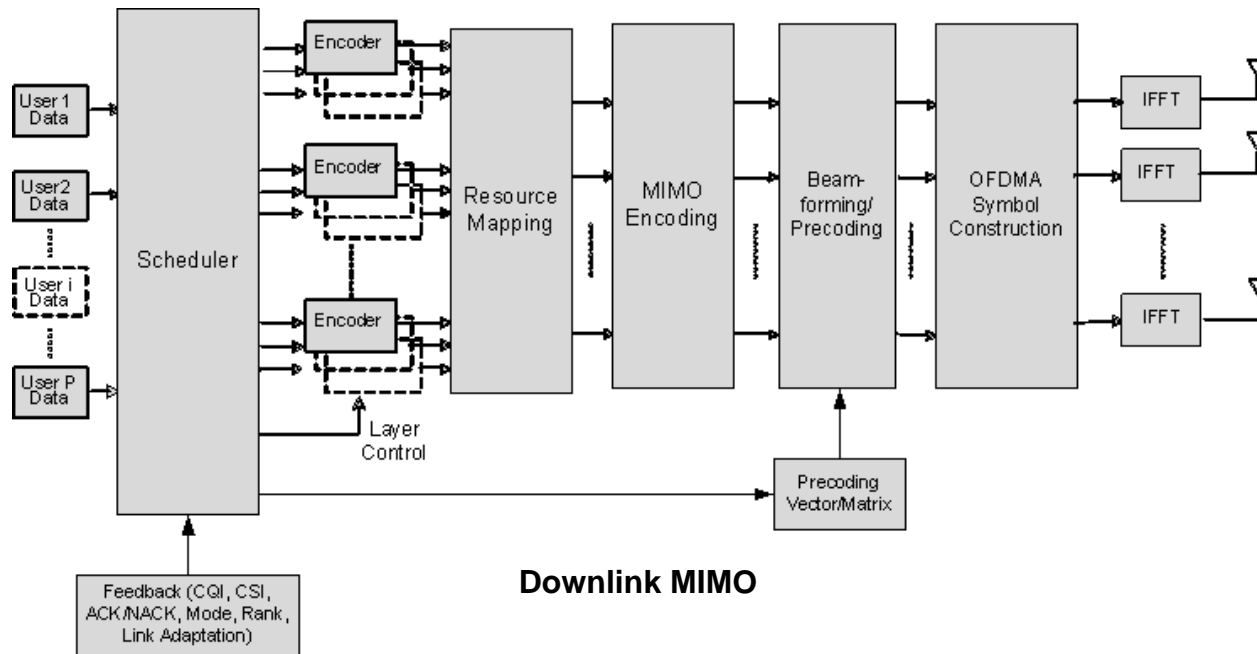 User 1
Data
User2
Data
User i
Data
User P
Data
Scheduler
Encoder
Encoder
Encoder
Layer
Control
Resource
Mapping
MIMO
Encoding
Beam-
forming/
Precoding
OFDMA
Symbol
Construction
IFFT
IFFT
IFFT
Precoding
Vector/Matrix
Feedback (CQI, CSI,
ACK/NACK, Mode, Rank,
Link Adaptation)
Downlink MIMO